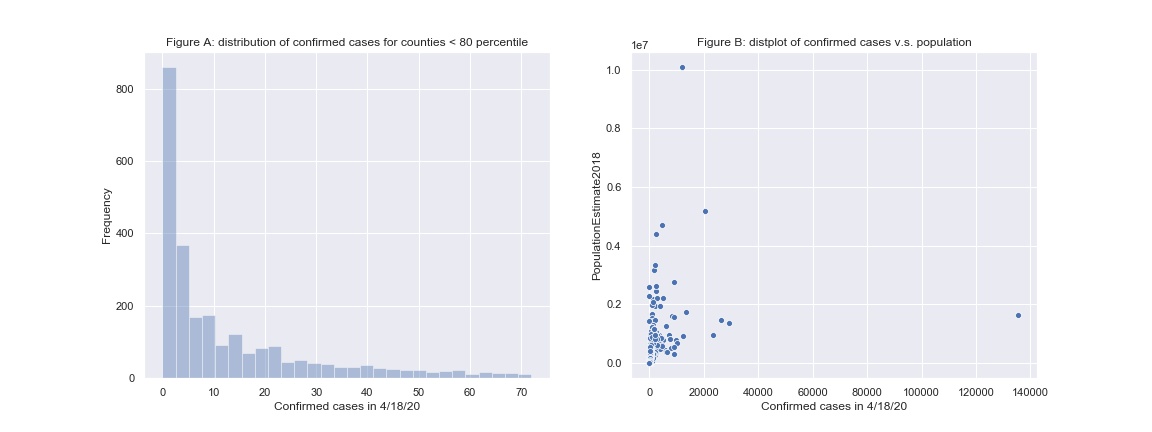 Figure A: distribution of confirmed cases for counties < 80 percentile
800
600
400
200
0
Frequency
0 10 20 30 40 50 60 70
Confirmed cases in 4/18/20
Figure B: distplot of confirmed cases v.s. population
1e7
1.0
0.8
0.6
0.4
0.2
0.0
PopulationEstimate2018
0 20000 40000 60000 80000 100000 120000 140000
Confirmed cases in 4/18/20